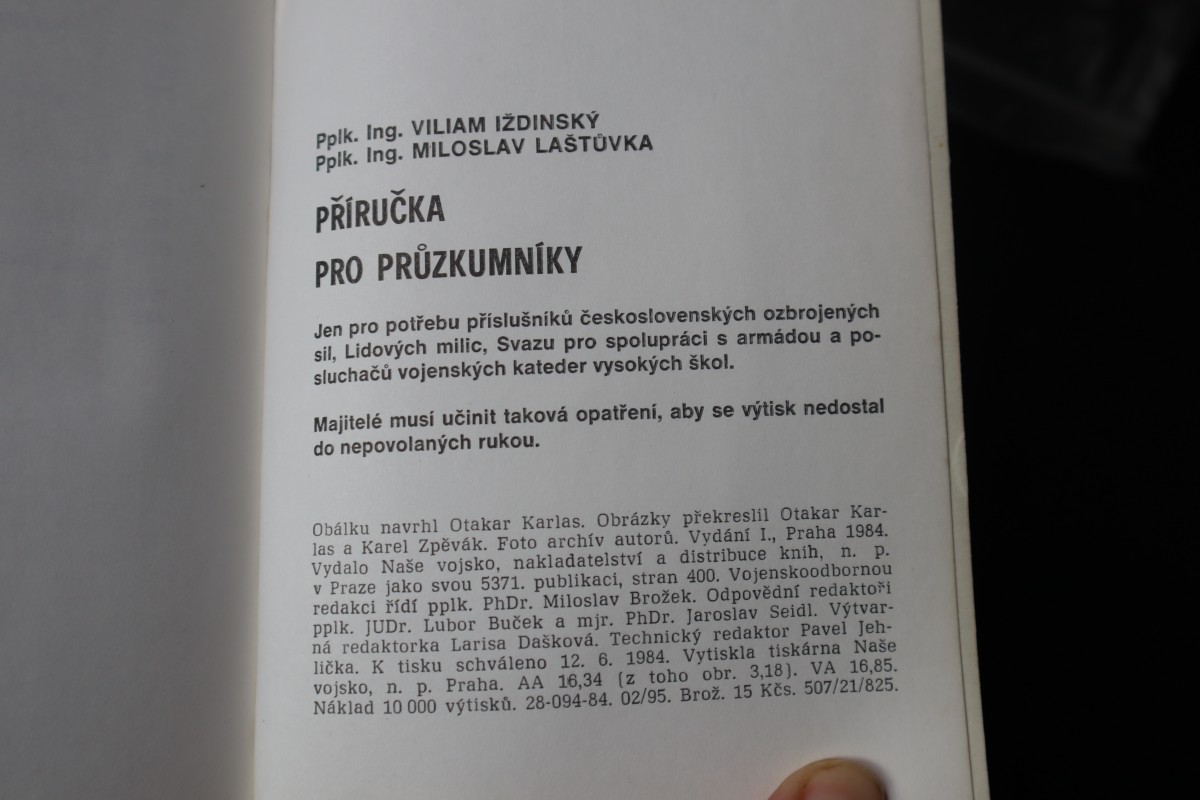 Pplk. Ing. VILIAM IŽDINSKÝ
Pplk. Ing. MILOSLAV LAŠTŮVKA
PŘÍRUČKA
PRO PRŮZKUMNÍKY
Jen pro potřebu příslušníků československých ozbrojených
sil, Lidových milic, Svazu pro spolupráci s armádou a po-
sluchačů vojenských kateder vysokých škol.
Majitelé musí učinit taková opatření, aby se výtisk nedostal
do nepovolaných rukou.
Obálku navrhl Otakar Karlas. Obrázky překreslil Otakar Kar-
las a Karel Zpěvák. Foto archív autorů. Vydání I., Praha 1984.
Vydalo Naše vojsko, nakladatelství a distribuce knih, n. p.
v Praze jako svou 5371. publikaci, stran 400. Vojenskoodbornou
redakci řídí pplk. PhDr. Miloslav Brožek. Odpovědní redaktoři
pplk. JUDr. Lubor Buček a mjr. PhDr. Jaroslav Seidl. Výtvar-
ná redaktorka Larisa Dašková. Technický redaktor Pavel Jeh-
lička. K tisku schváleno 12. 6. 1984. Vytiskla tiskárna Naše
vojsko, n. p. Praha. AA 16,34 (z toho obr. 3,18). VA 16,85.
Náklad 10 000 výtisků. 28-094-84. 02/95. Brož. 15 Kčs. 507/21/825.